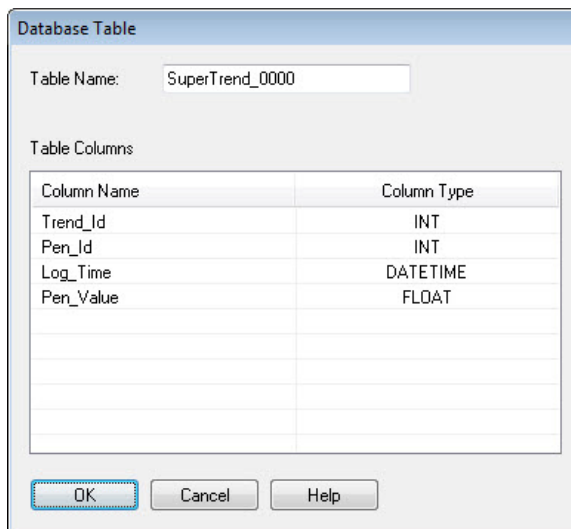 Database Table
Table Name: SuperTrend_0000
Table Columns
Column Name Column Type
Trend_Id INT
Pen_Id INT
Log_Time DATETIME
Pen_Value FLOAT
OK Cancel Help